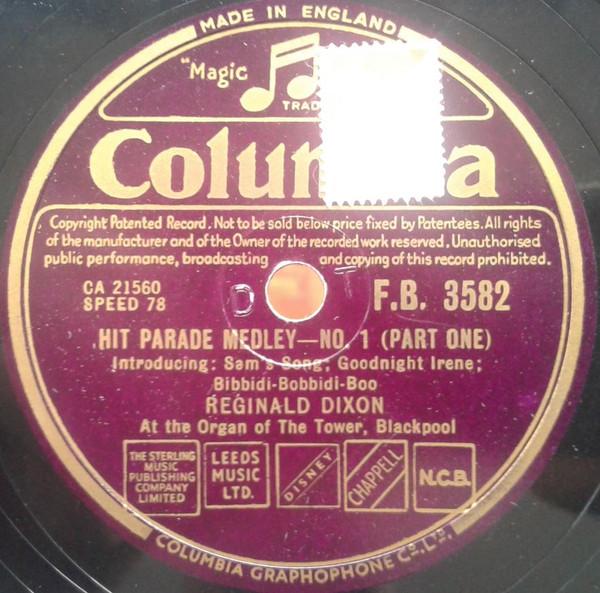 MADE IN ENGLAND
"Magic
TRAD
Colum a
Copyright Patented Record. Not to be sold below price fixed by Patentees. All rights
of the manufacturer and of the Owner of the recorded work reserved. Unauthorised
public performance, broadcasting and copying of this record prohibited.
CA 21560
SPEED 78
D
F.B. 3582
HIT PARADE MEDLEY—NO. 1 (PART ONE)
Introducing: Sam's Song; Goodnight Irene;
Bibbidi-Bobbidi-Boo
REGINALD DIXON
At the Organ of The Tower, Blackpool
THE STERLING
MUSIC
PUBLISHING
COMPANY
LIMITED
LEEDS
MUSIC
LTD.
DISNEY
CHAPPELL
N.C.B.
COLUMBIA GRAPHOPHONE Co. LTD.